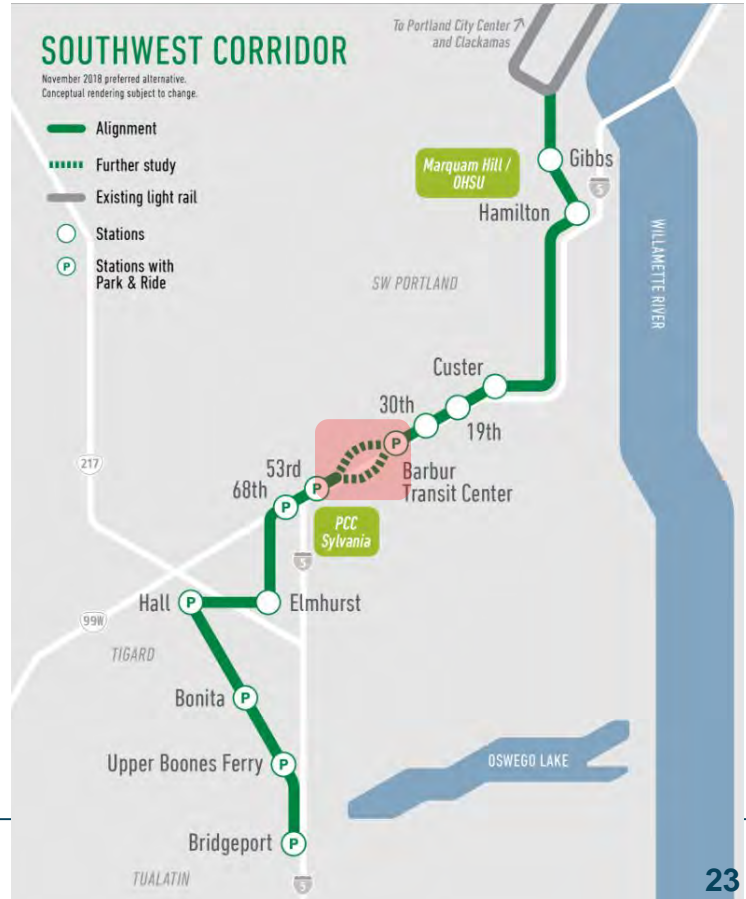 To Portland City Center
and Clackamas
SOUTHWEST CORRIDOR
November 2018 preferred alternative.
Conceptual rendering subject to change.
Alignment
Further study
Existing light rail
Stations
P
Stations with
Park & Ride
Marquam Hill /
OHSU
Gibbs
5
Hamilton
WILLAMETTE RIVER
SW PORTLAND
Custer
30th
19th
P
Barbur
Transit Center
217
53rd
P
68th
P
PCC
Sylvania
5
Hall
P
Elmhurst
99W
TIGARD
Bonita
P
Upper Boones Ferry
P
OSWEGO LAKE
Bridgeport
P
TUALATIN
5
23